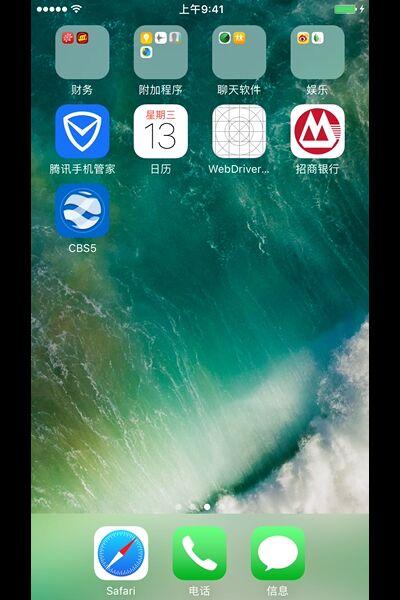 上午9:41
财务
附加程序
聊天软件
娱乐
星期三
13
腾讯手机管家
日历
WebDriver...
招商银行
CBS5
Safari
电话
信息